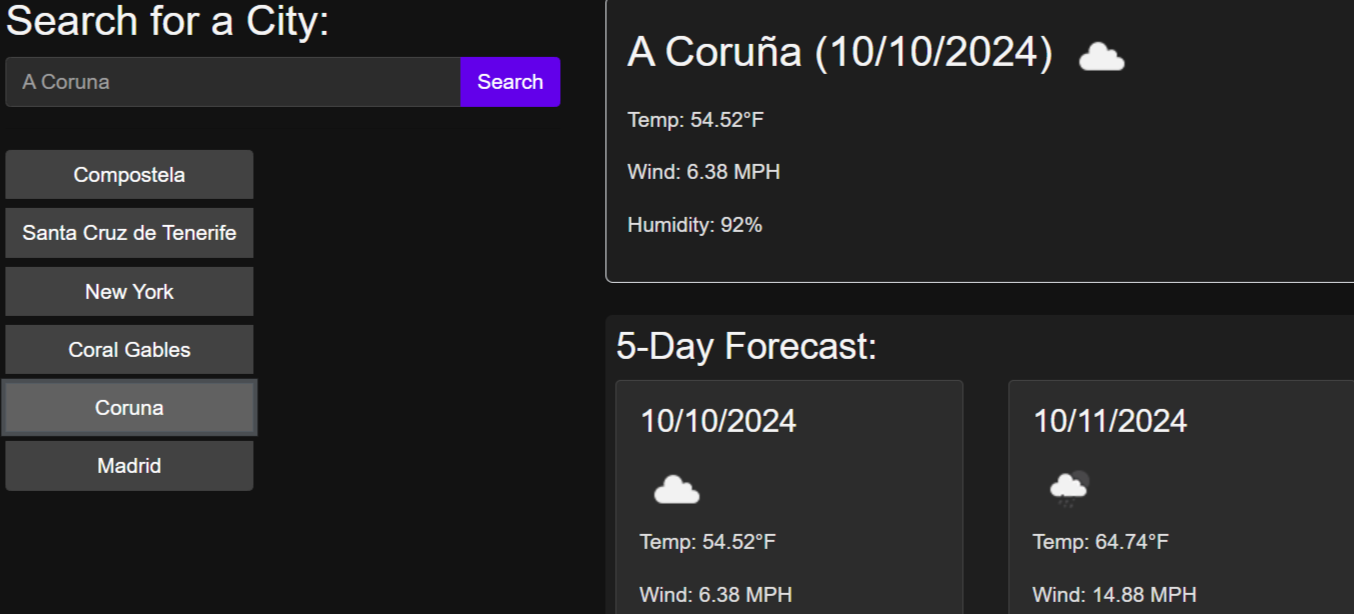 Search for a City:
A Coruna
Search
Compostela
Santa Cruz de Tenerife
New York
Coral Gables
Coruna
Madrid
A Coruña (10/10/2024)
Temp: 54.52°F
Wind: 6.38 MPH
Humidity: 92%
5-Day Forecast:
10/10/2024
Temp: 54.52°F
Wind: 6.38 MPH
10/11/2024
Temp: 64.74°F
Wind: 14.88 MPH